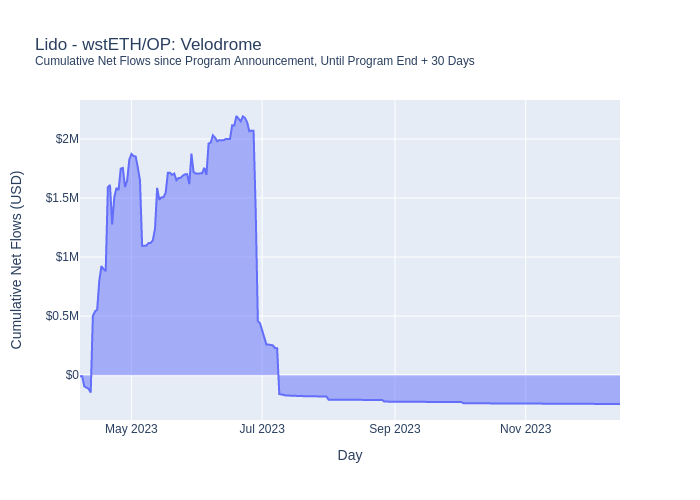 Lido - wstETH/OP: Velodrome
Cumulative Net Flows since Program Announcement, Until Program End + 30 Days
Cumulative Net Flows (USD)
$2M
$1.5M
$1M
$0.5M
$0
May 2023
Jul 2023
Sep 2023
Nov 2023
Day